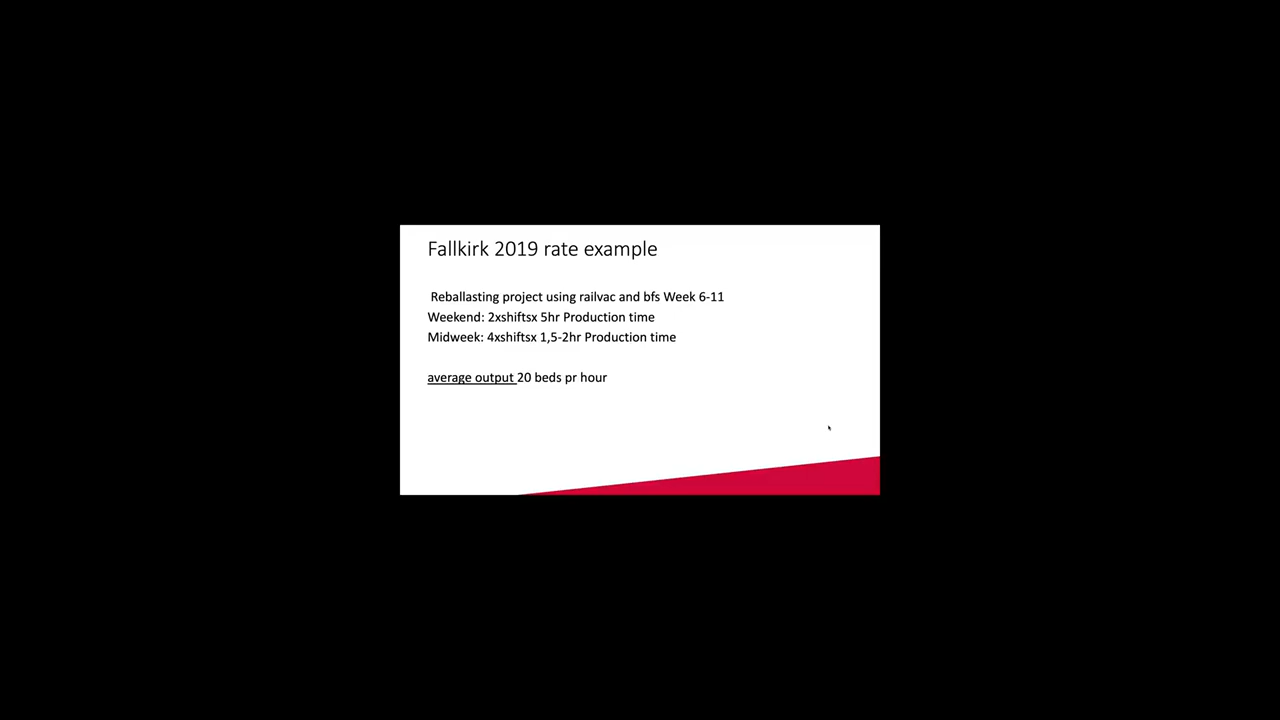 Fallkirk 2019 rate example
Reballasting project using railvac and bfs Week 6-11
Weekend: 2xshiftsx 5hr Production time
Midweek: 4xshiftsx 1,5-2hr Production time
average output 20 beds pr hour